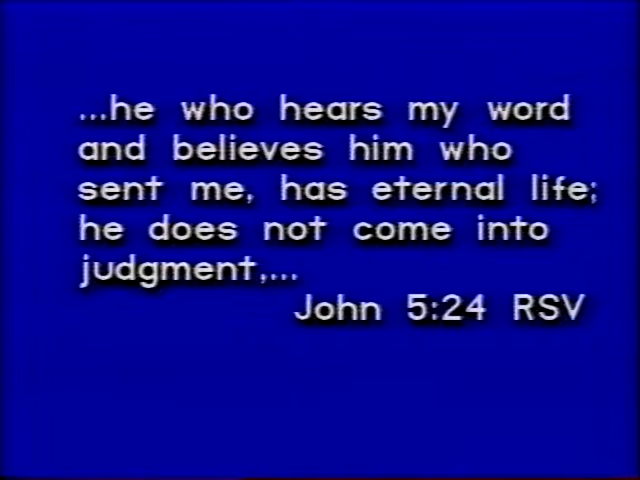 ...he who hears my word
and believes him who
sent me, has eternal life;
he does not come into
judgment,...
John 5:24 RSV